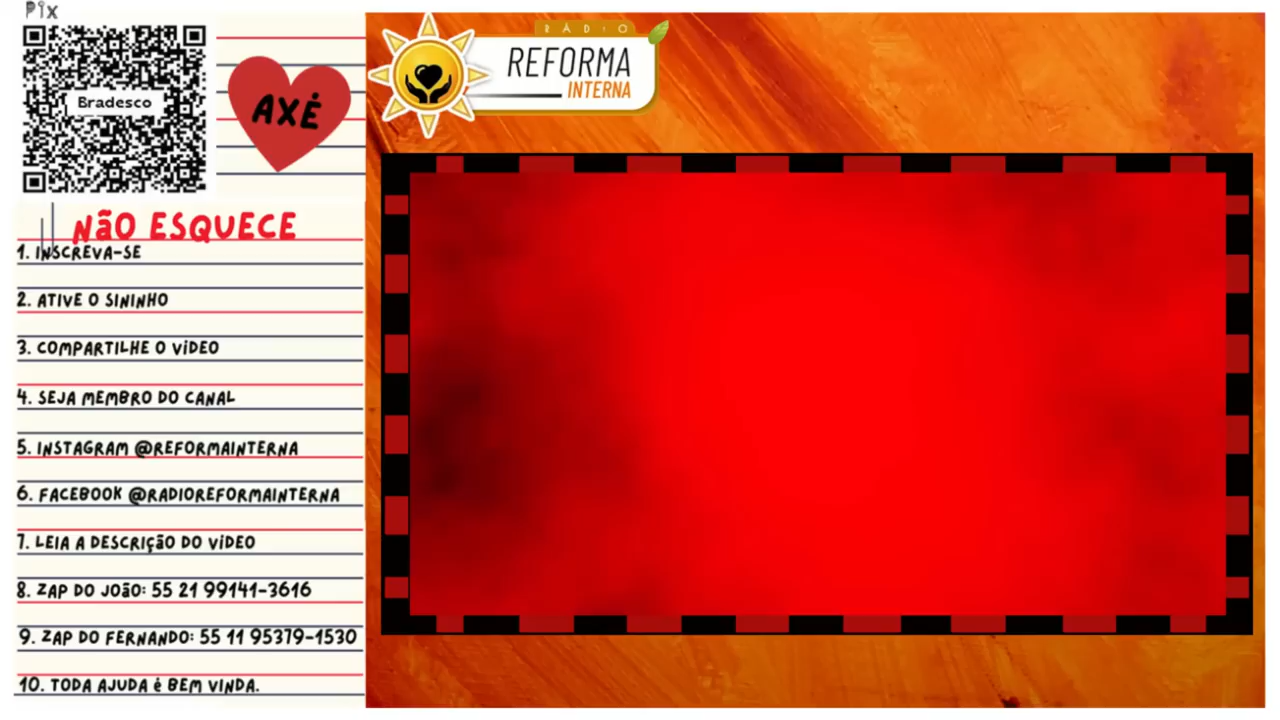 Pix
Bradesco
AXÉ
RÁDIO
REFORMA
INTERNA
NÃO ESQUECE
1. INSCREVA-SE
2. ATIVE O SININHO
3. COMPARTILHE O VÍDEO
4. SEJA MEMBRO DO CANAL
5. INSTAGRAM @REFORMAINTERNA
6. FACEBOOK @RADIOREFORMAINTERNA
7. LEIA A DESCRIÇÃO DO VÍDEO
8. ZAP DO JOÃO: 55 21 99141-3616
9. ZAP DO FERNANDO: 55 11 95379-1530
10. TODA AJUDA é BEM VINDA.